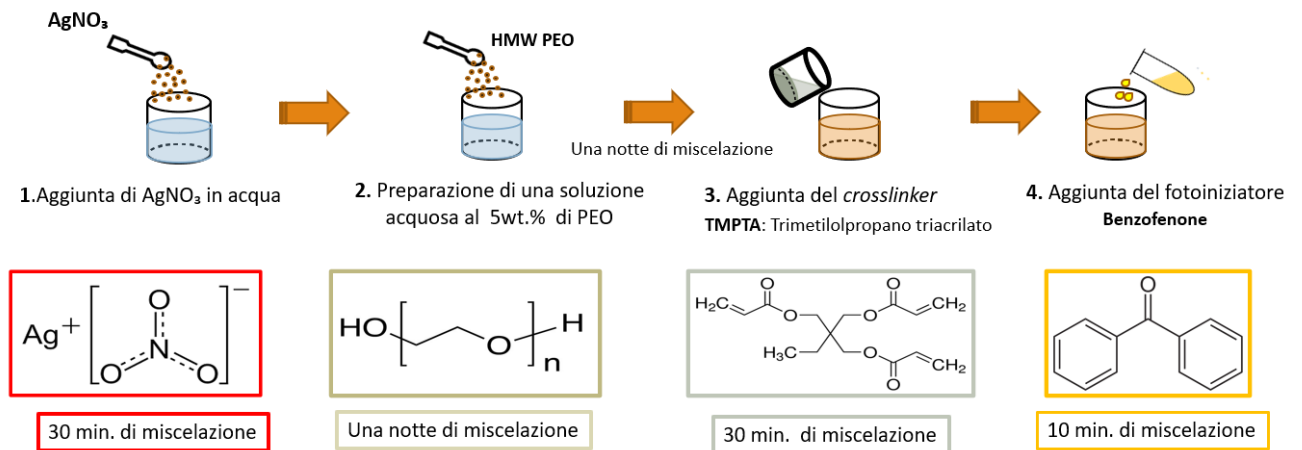 AgNO₃
HMW PEO
Una notte di miscelazione
1.Aggiunta di AgNO₃ in acqua
2. Preparazione di una soluzione
acquosa al 5wt.% di PEO
3. Aggiunta del crosslinker
TMPTA: Trimetilolpropano triacrilato
4. Aggiunta del fotoiniziatore
Benzofenone
Ag⁺ [O N O O]⁻
HO [O] H n
H₂C O O O O CH₂
H₃C O O CH₂
O
30 min. di miscelazione
Una notte di miscelazione
30 min. di miscelazione
10 min. di miscelazione